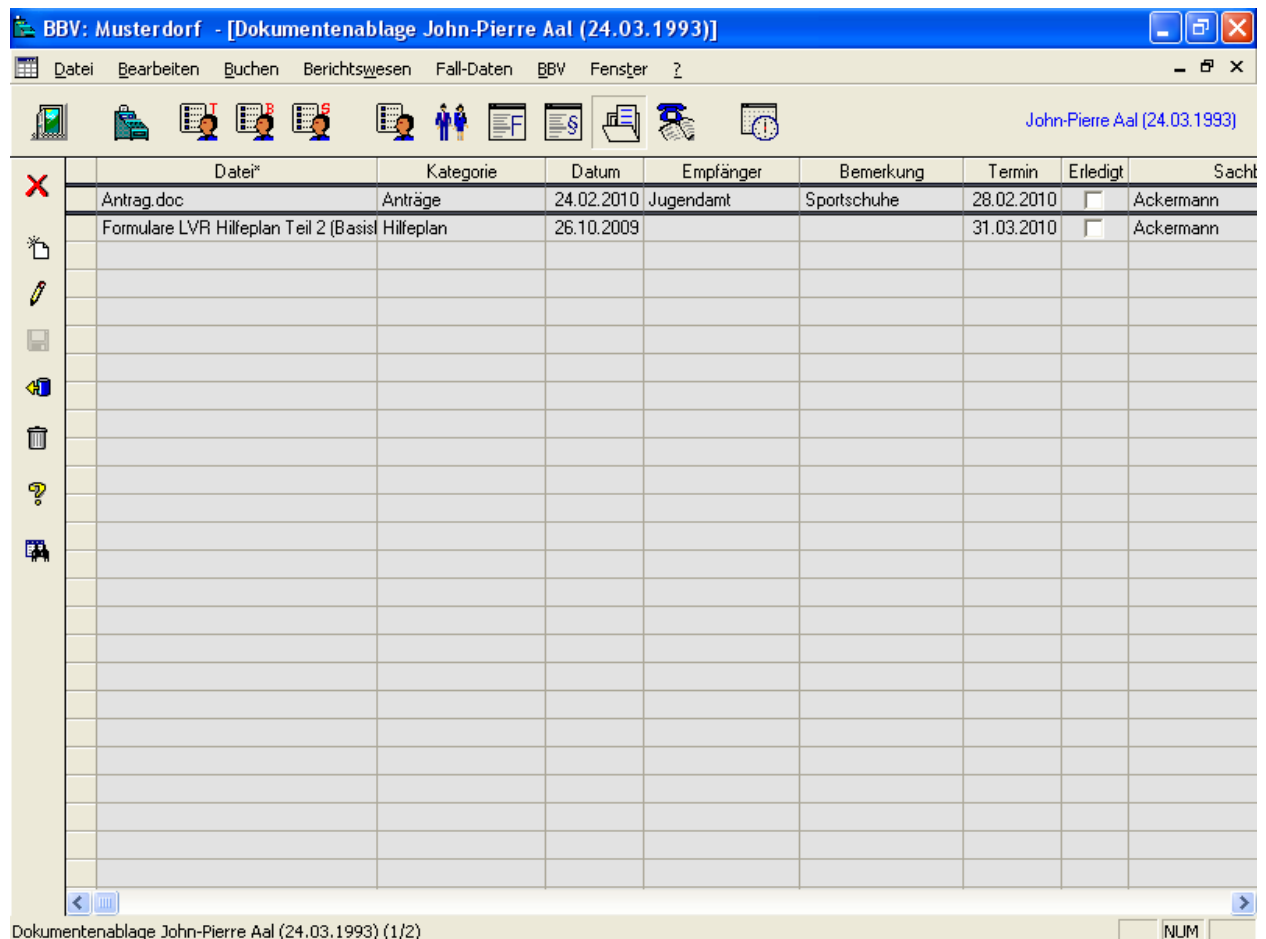 BBV: Musterdorf - [Dokumentenablage John-Pierre Aal (24.03.1993)]
Datei Bearbeiten Buchen Berichtswesen Fall-Daten BBV Fenster ?
T B S F § John-Pierre Aal (24.03.1993)
Datei* Kategorie Datum Empfänger Bemerkung Termin Erledigt Sacht
Antrag.doc Anträge 24.02.2010 Jugendamt Sportschuhe 28.02.2010 Ackermann
Formulare LVR Hilfeplan Teil 2 (Basisl Hilfeplan 26.10.2009 31.03.2010 Ackermann
Dokumentenablage John-Pierre Aal (24.03.1993) (1/2) NUM